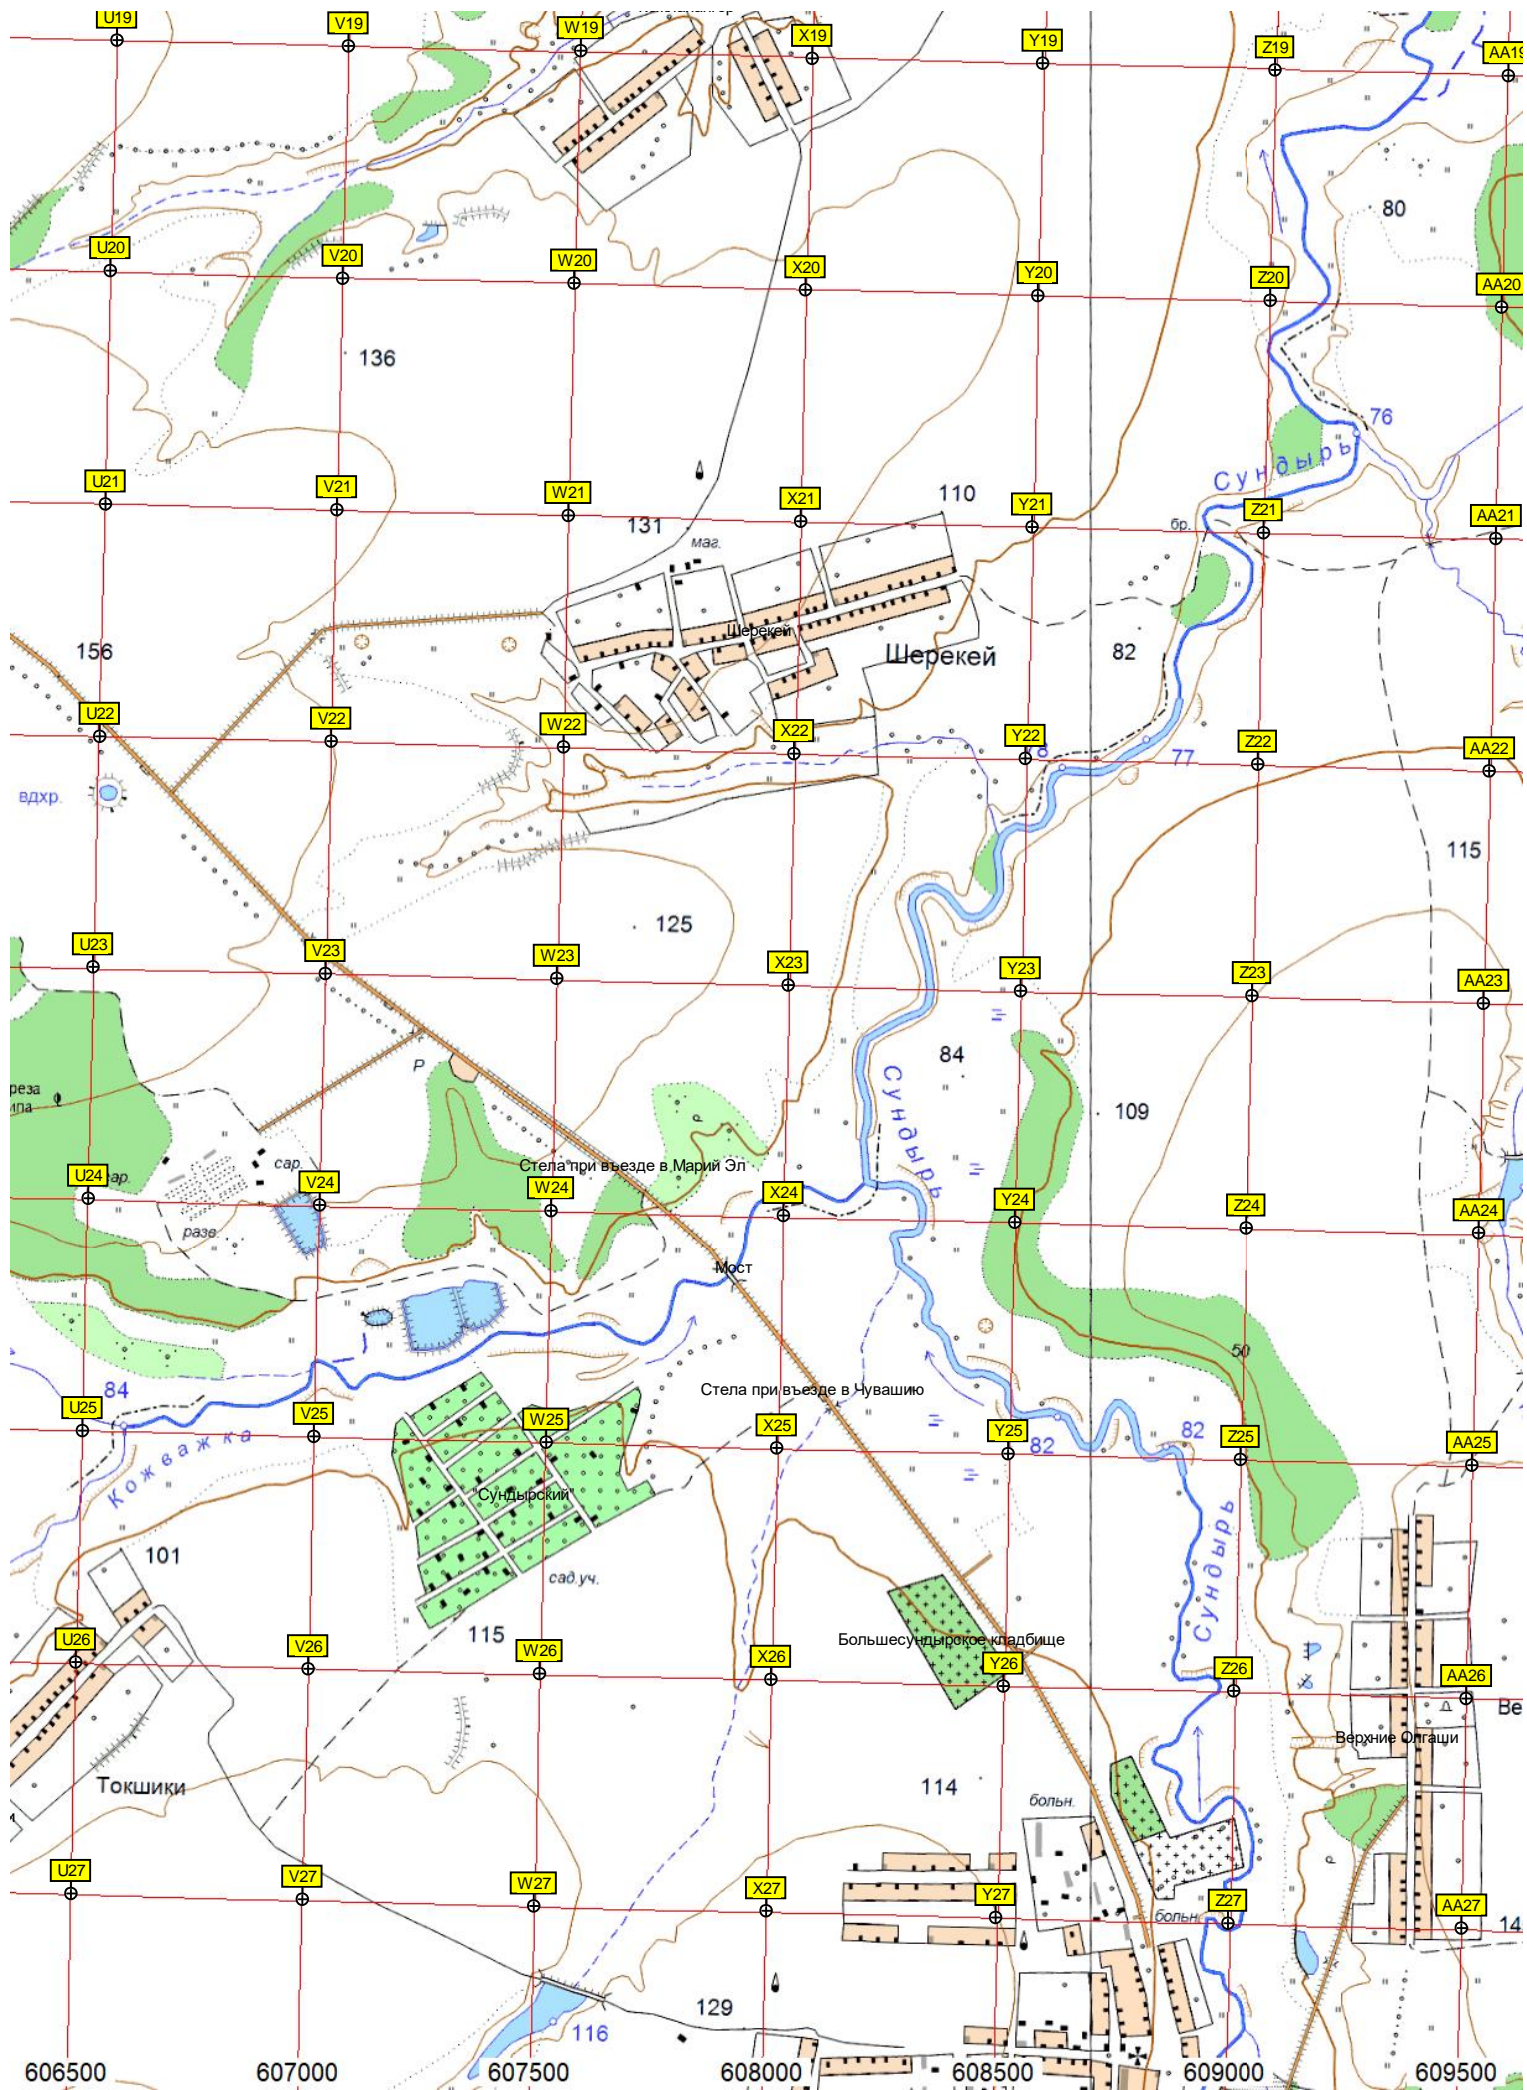 U19 V19 W19 X19 Y19 Z19
80
U20 V20 W20 X20 Y20 Z20 AA20
136
76
Сундырь
U21 V21 W21 X21 Y21 Z21 AA21
110
131
маг.
бр.
Шерекей
Шерекей
156
82
U22 V22 W22 X22 Y22 Z22 AA22
77
вдхр.
115
125
U23 V23 W23 X23 Y23 Z23 AA23
84
Р
Сундырь
109
сар.
Стела при въезде в Марий Эл
U24 V24 W24 X24 Y24 Z24 AA24
разв.
Мост
50
84
Стела при въезде в Чувашию
U25 V25 W25 X25 Y25 Z25 AA25
82
82
Кожважка
"Сундырский"
Сундырь
101
сад.уч.
115
Большесундырское кладбище
U26 V26 W26 X26 Y26 Z26 AA26
Ве
Верхние Олгаши
Токшики
114
больн.
U27 V27 W27 X27 Y27 Z27 AA27
больн.
129
116
606500 607000 607500 608000 608500 609000 609500